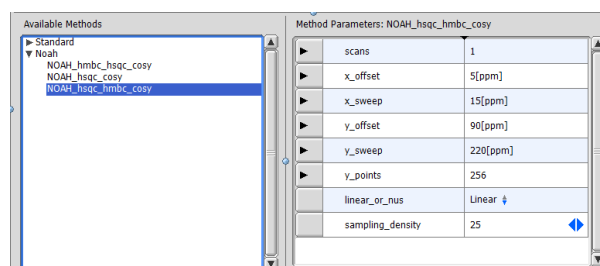 Available Methods
Standard
Noah
NOAH_hmbc_hsqc_cosy
NOAH_hsqc_cosy
NOAH_hsqc_hmbc_cosy
Method Parameters: NOAH_hsqc_hmbc_cosy
scans 1
x_offset 5[ppm]
x_sweep 15[ppm]
y_offset 90[ppm]
y_sweep 220[ppm]
y_points 256
linear_or_nus Linear
sampling_density 25